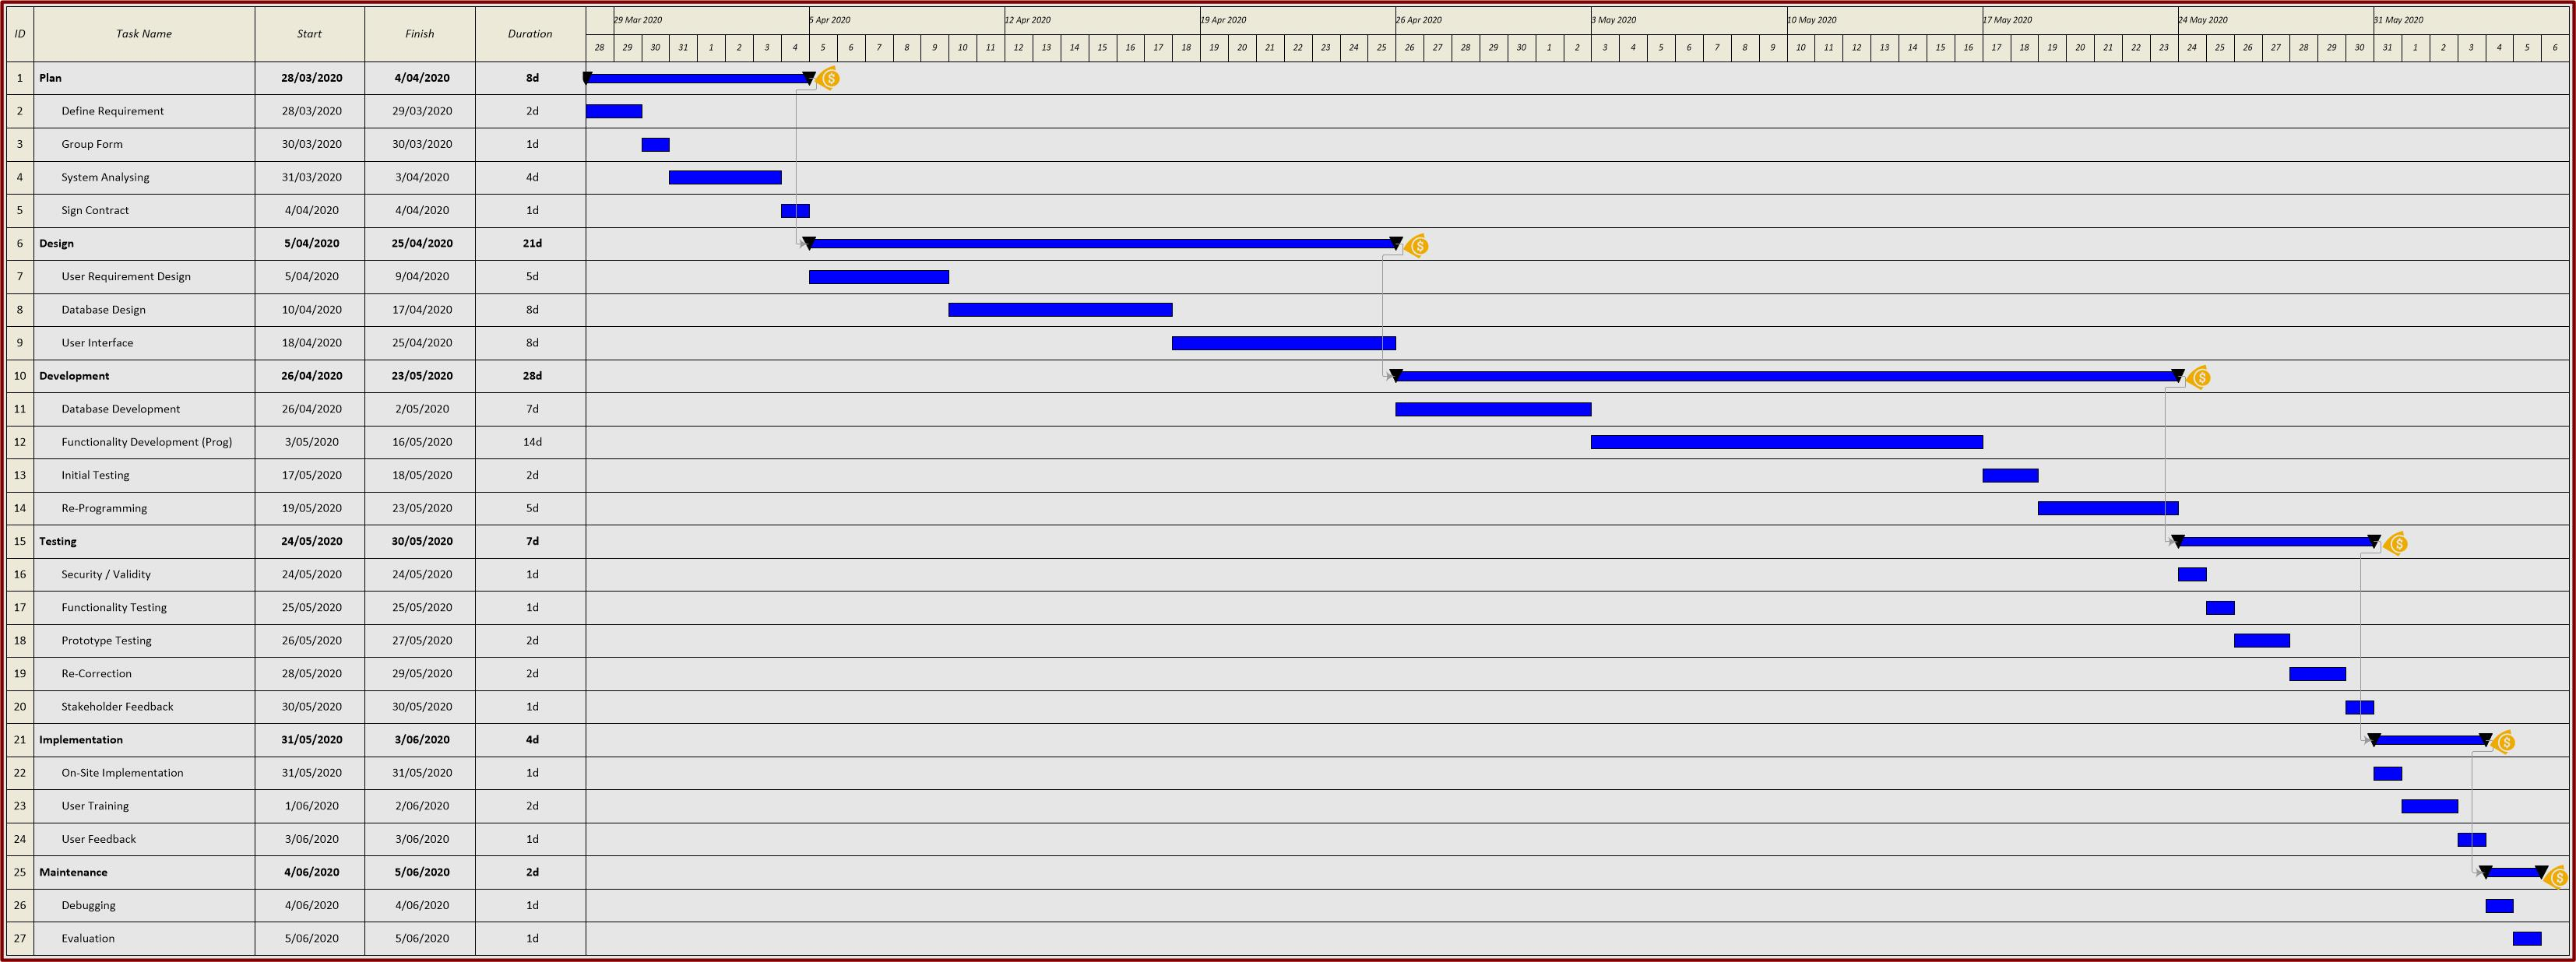 ID Task Name Start Finish Duration 29 Mar 2020 5 Apr 2020 12 Apr 2020 19 Apr 2020 26 Apr 2020 3 May 2020 10 May 2020 17 May 2020 24 May 2020 31 May 2020
28 29 30 31 1 2 3 4 5 6 7 8 9 10 11 12 13 14 15 16 17 18 19 20 21 22 23 24 25 26 27 28 29 30 1 2 3 4 5 6 7 8 9 10 11 12 13 14 15 16 17 18 19 20 21 22 23 24 25 26 27 28 29 30 31 1 2 3 4 5 6
1 Plan 28/03/2020 4/04/2020 8d $
2 Define Requirement 28/03/2020 29/03/2020 2d
3 Group Form 30/03/2020 30/03/2020 1d
4 System Analysing 31/03/2020 3/04/2020 4d
5 Sign Contract 4/04/2020 4/04/2020 1d
6 Design 5/04/2020 25/04/2020 21d $
7 User Requirement Design 5/04/2020 9/04/2020 5d
8 Database Design 10/04/2020 17/04/2020 8d
9 User Interface 18/04/2020 25/04/2020 8d
10 Development 26/04/2020 23/05/2020 28d $
11 Database Development 26/04/2020 2/05/2020 7d
12 Functionality Development (Prog) 3/05/2020 16/05/2020 14d
13 Initial Testing 17/05/2020 18/05/2020 2d
14 Re-Programming 19/05/2020 23/05/2020 5d
15 Testing 24/05/2020 30/05/2020 7d $
16 Security / Validity 24/05/2020 24/05/2020 1d
17 Functionality Testing 25/05/2020 25/05/2020 1d
18 Prototype Testing 26/05/2020 27/05/2020 2d
19 Re-Correction 28/05/2020 29/05/2020 2d
20 Stakeholder Feedback 30/05/2020 30/05/2020 1d
21 Implementation 31/05/2020 3/06/2020 4d $
22 On-Site Implementation 31/05/2020 31/05/2020 1d
23 User Training 1/06/2020 2/06/2020 2d
24 User Feedback 3/06/2020 3/06/2020 1d
25 Maintenance 4/06/2020 5/06/2020 2d $
26 Debugging 4/06/2020 4/06/2020 1d
27 Evaluation 5/06/2020 5/06/2020 1d